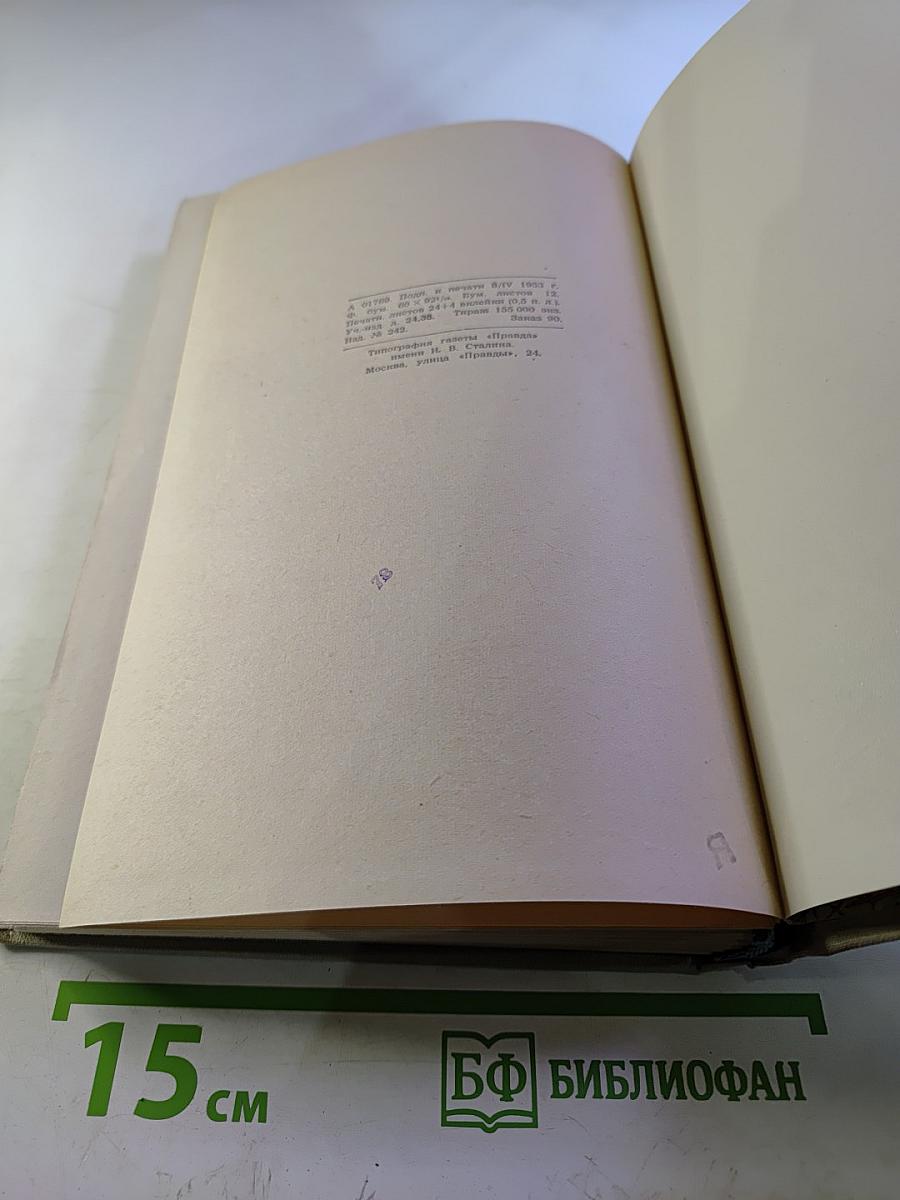 А 01769. Подп. к печати 8/IV 1953 г.
Ф. бум. 60 × 92¹/₁₆. Бум. листов 12.
Печатн. листов 24+4 вклейки (0,5 п. л.).
Уч.-изд л. 24,38. Тираж 155 000 экз.
Изд. № 242. Заказ 90.
Типография газеты «Правда»
имени И. В. Сталина.
Москва, улица «Правды», 24.
78
Я
15 см
БФ БИБЛИОФАН